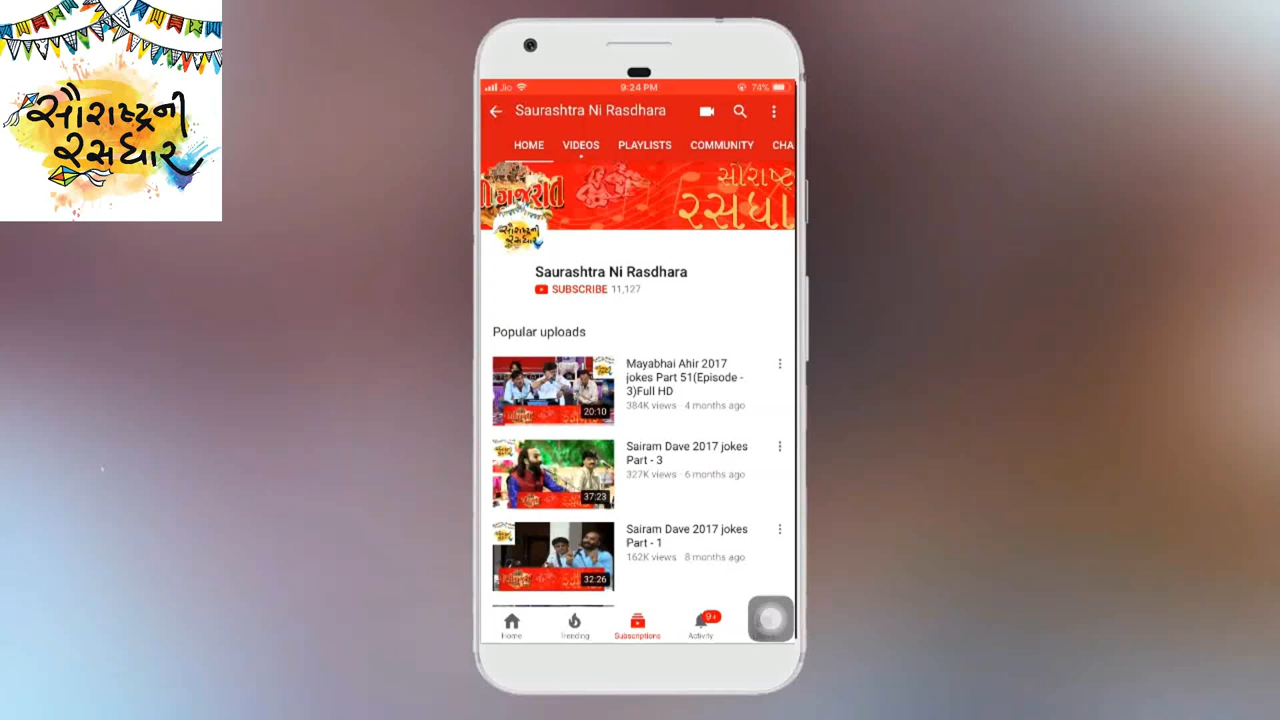 સૌરાષ્ટ્રની
રસધાર
Jio
9:24 PM
74%
Saurashtra Ni Rasdhara
HOME
VIDEOS
PLAYLISTS
COMMUNITY
CHA
ગુજરાત
સૌરાષ્ટ્ર
રસધા
સૌરાષ્ટ્રની
રસધાર
Saurashtra Ni Rasdhara
SUBSCRIBE 11,127
Popular uploads
Mayabhai Ahir 2017
jokes Part 51(Episode -
3)Full HD
384K views · 4 months ago
20:10
Sairam Dave 2017 jokes
Part - 3
327K views · 6 months ago
37:23
Sairam Dave 2017 jokes
Part - 1
162K views · 8 months ago
32:26
Home
Trending
Subscriptions
9+
Activity